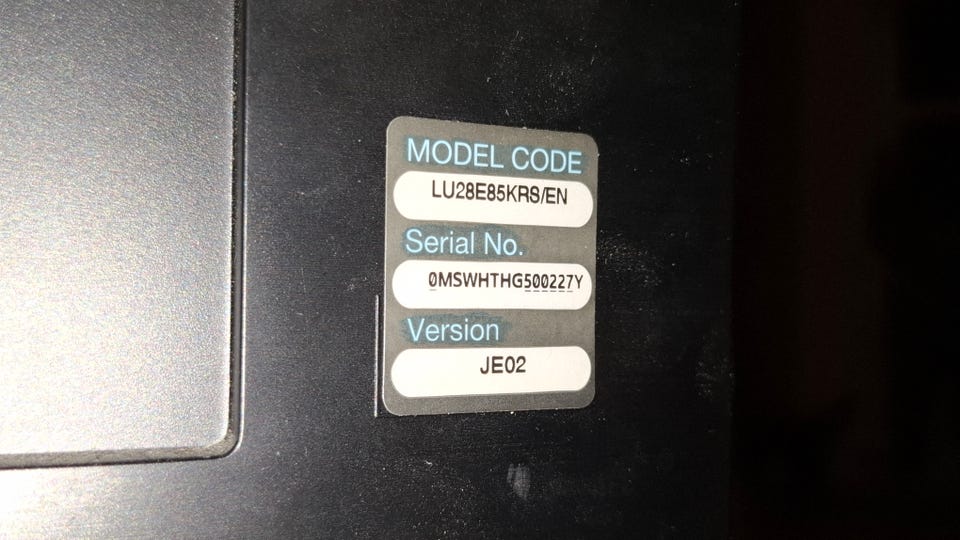 MODEL CODE
LU28E85KRS/EN
Serial No.
0MSWHTHG500227Y
Version
JE02